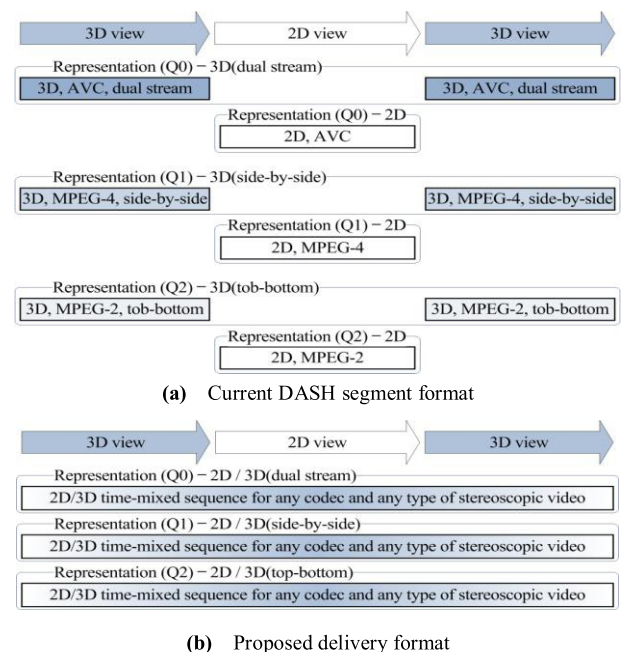 3D view 2D view 3D view
Representation (Q0) – 3D(dual stream)
3D, AVC, dual stream 3D, AVC, dual stream
Representation (Q0) – 2D
2D, AVC
Representation (Q1) – 3D(side-by-side)
3D, MPEG-4, side-by-side 3D, MPEG-4, side-by-side
Representation (Q1) – 2D
2D, MPEG-4
Representation (Q2) – 3D(tob-bottom)
3D, MPEG-2, tob-bottom 3D, MPEG-2, tob-bottom
Representation (Q2) – 2D
2D, MPEG-2
(a) Current DASH segment format
3D view 2D view 3D view
Representation (Q0) – 2D / 3D(dual stream)
2D/3D time-mixed sequence for any codec and any type of stereoscopic video
Representation (Q1) – 2D / 3D(side-by-side)
2D/3D time-mixed sequence for any codec and any type of stereoscopic video
Representation (Q2) – 2D / 3D(top-bottom)
2D/3D time-mixed sequence for any codec and any type of stereoscopic video
(b) Proposed delivery format